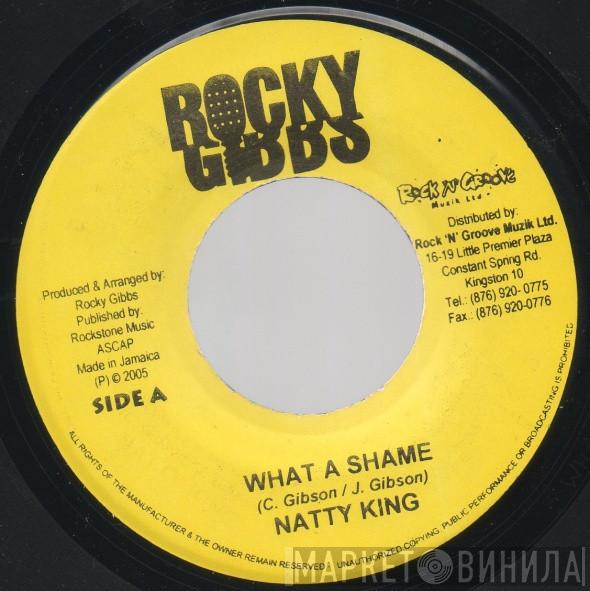 ROCKY
GIBBS
ROCK 'N' GROOVE
Muzik Ltd.
Distributed by:
Rock 'N' Groove Muzik Ltd.
16-19 Little Premier Plaza
Constant Spring Rd.
Kingston 10
Tel.: (876) 920-0775
Fax.: (876) 920-0776
Produced & Arranged by:
Rocky Gibbs
Published by:
Rockstone Music
ASCAP
Made in Jamaica
(P) © 2005
SIDE A
WHAT A SHAME
(C. Gibson / J. Gibson)
NATTY KING
ALL RIGHTS OF THE MANUFACTURER & THE OWNER REMAIN RESERVED; UNAUTHORIZED COPYING, PUBLIC PERFORMANCE OR BROADCASTING IS PROHIBITED
МАРКЕТ ВИНИЛА